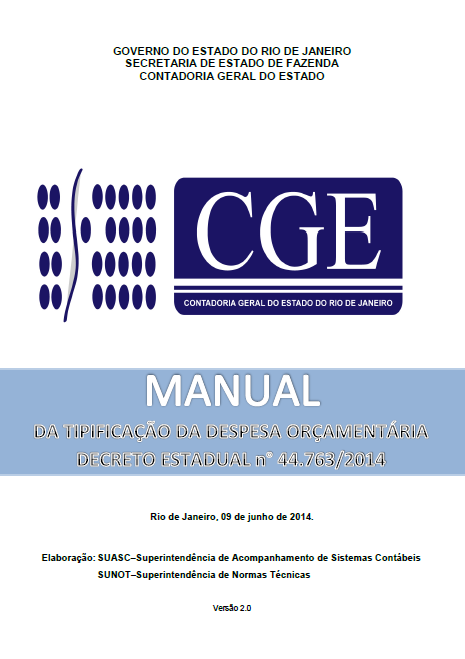 GOVERNO DO ESTADO DO RIO DE JANEIRO
SECRETARIA DE ESTADO DE FAZENDA
CONTADORIA GERAL DO ESTADO
CGE
CONTADORIA GERAL DO ESTADO DO RIO DE JANEIRO
MANUAL
DA TIPIFICAÇÃO DA DESPESA ORÇAMENTÁRIA
DECRETO ESTADUAL n° 44.763/2014
Rio de Janeiro, 09 de junho de 2014.
Elaboração: SUASC–Superintendência de Acompanhamento de Sistemas Contábeis
SUNOT–Superintendência de Normas Técnicas
Versão 2.0